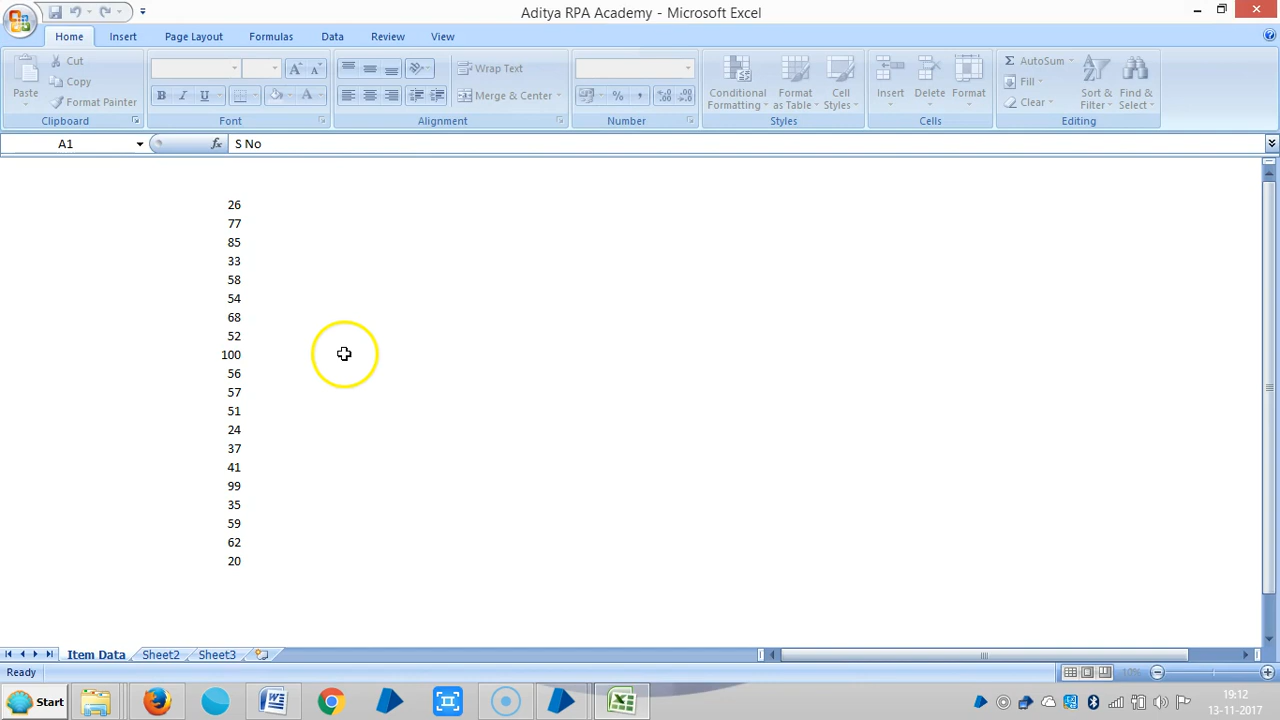 Aditya RPA Academy - Microsoft Excel
Home Insert Page Layout Formulas Data Review View
Paste Cut Copy Format Painter
Wrap Text Merge & Center
Conditional Formatting Format as Table Cell Styles
Insert Delete Format
AutoSum Fill Clear Sort & Filter Find & Select
Clipboard Font Alignment Number Styles Cells Editing
A1 fx S No
26
77
85
33
58
54
68
52
100
56
57
51
24
37
41
99
35
59
62
20
Item Data Sheet2 Sheet3
Ready
Start
19:12
13-11-2017